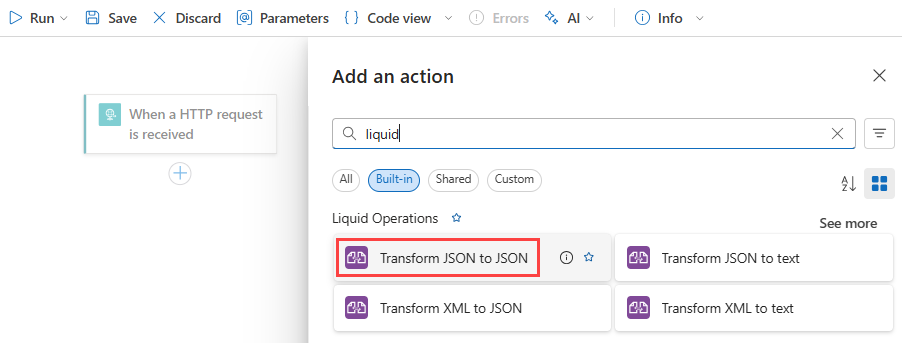 Run Save Discard Parameters Code view Errors AI Info
Add an action
When a HTTP request
is received
liquid
All Built-in Shared Custom
Liquid Operations
See more
Transform JSON to JSON Transform JSON to text
Transform XML to JSON Transform XML to text